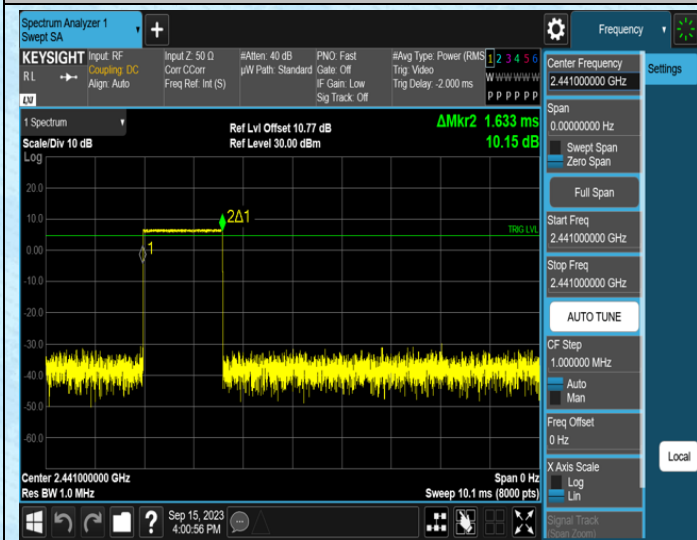 Spectrum Analyzer 1
Swept SA
Frequency
KEYSIGHT
RL
LXI
Input: RF
Coupling: DC
Align: Auto
Input Z: 50 Ω
Corr CCorr
Freq Ref: Int (S)
#Atten: 40 dB
µW Path: Standard
PNO: Fast
Gate: Off
IF Gain: Low
Sig Track: Off
#Avg Type: Power (RMS
Trig: Video
Trig Delay: -2.000 ms
1 2 3 4 5 6
W W W W W W
P P P P P P
1 Spectrum
Scale/Div 10 dB
Log
Ref Lvl Offset 10.77 dB
Ref Level 30.00 dBm
ΔMkr2 1.633 ms
10.15 dB
20.0
10.0
0.00
-10.0
-20.0
-30.0
-40.0
-50.0
-60.0
2Δ1
1
TRIG LVL
Center 2.441000000 GHz
Res BW 1.0 MHz
Span 0 Hz
Sweep 10.1 ms (8000 pts)
Sep 15, 2023
4:00:56 PM
?
Center Frequency
2.441000000 GHz
Span
0.00000000 Hz
Swept Span
Zero Span
Full Span
Start Freq
2.441000000 GHz
Stop Freq
2.441000000 GHz
AUTO TUNE
CF Step
1.000000 MHz
Auto
Man
Freq Offset
0 Hz
X Axis Scale
Log
Lin
Signal Track
(Span Zoom)
Settings
Local